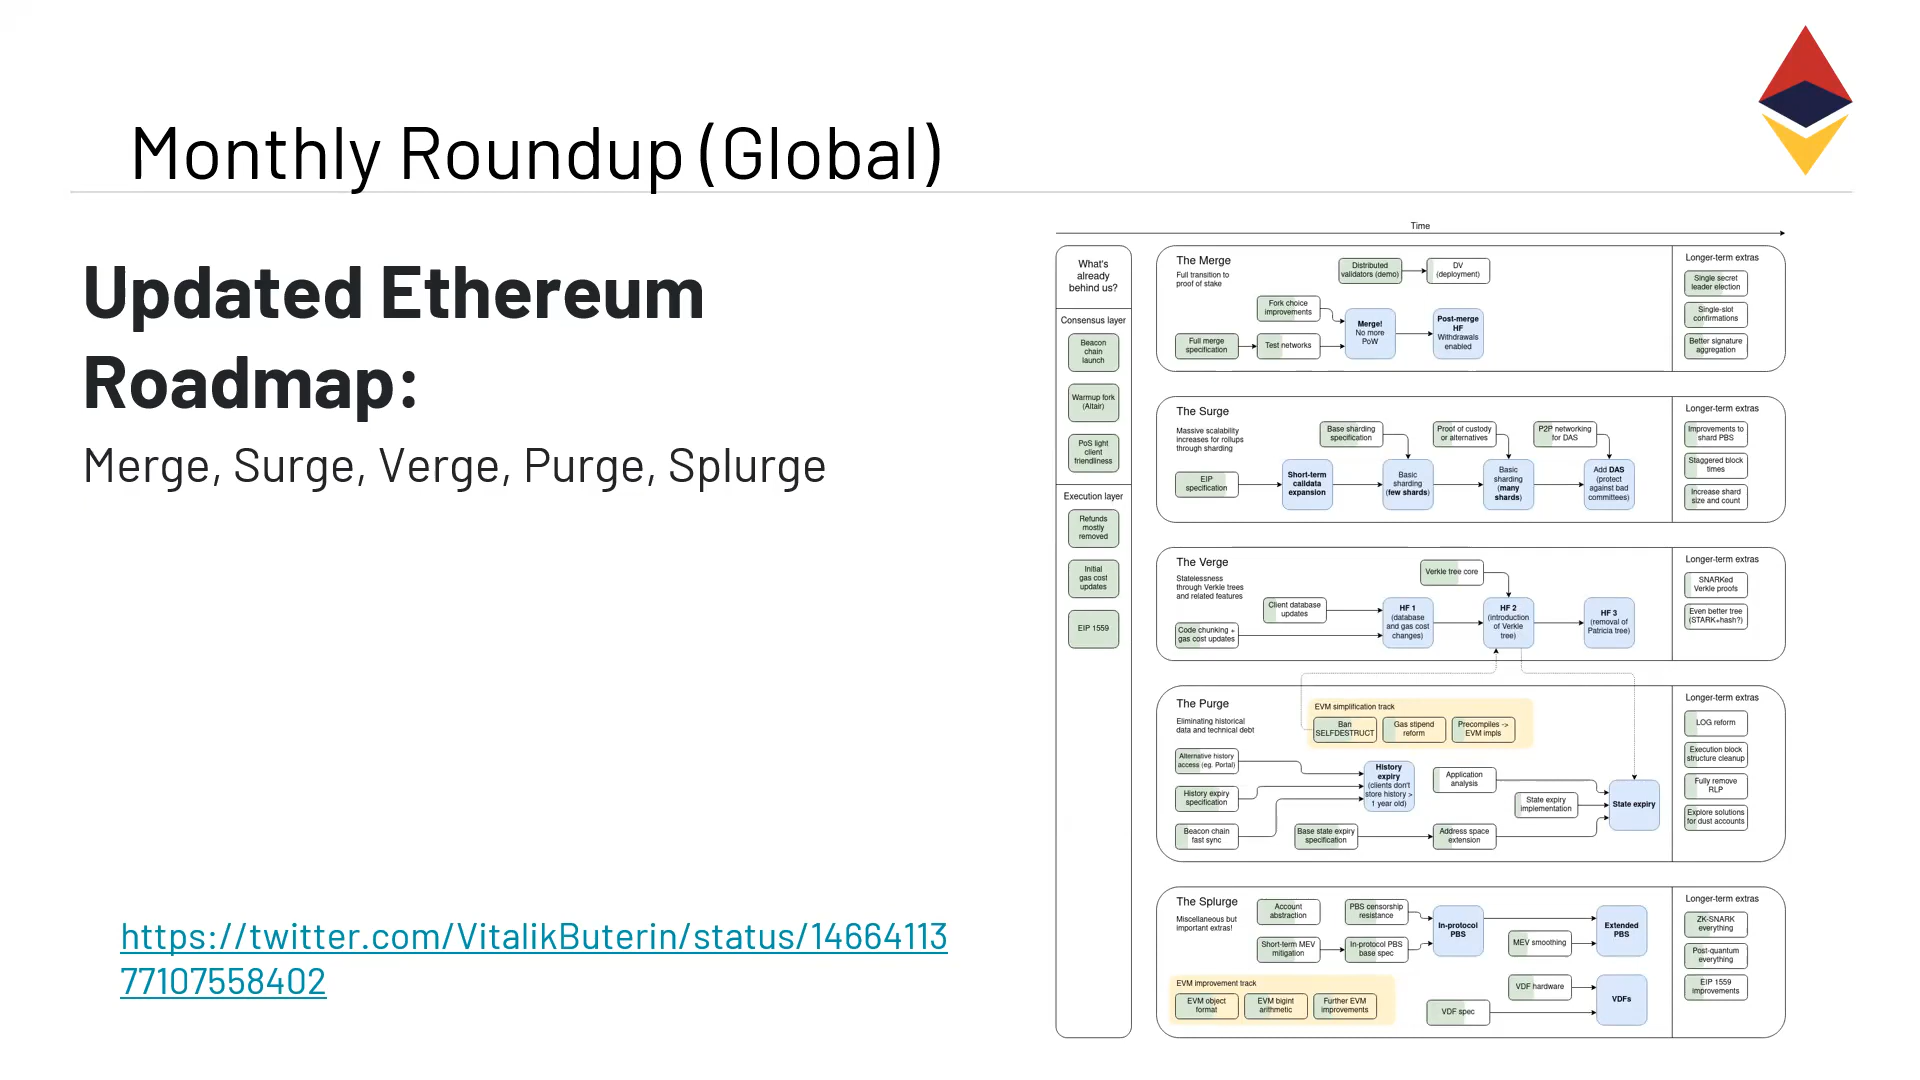 Monthly Roundup (Global)
Updated Ethereum
Roadmap:
Merge, Surge, Verge, Purge, Splurge
https://twitter.com/VitalikButerin/status/14664113
77107558402
Time
What's
already
behind us?
Consensus layer
Beacon
chain
launch
Warmup fork
(Altair)
PoS light
client
friendliness
Execution layer
Refunds
mostly
removed
Initial
gas cost
updates
EIP 1559
The Merge
Full transition to
proof of stake
Distributed
validators (demo)
DV
(deployment)
Fork choice
improvements
Full merge
specification
Test networks
Merge!
No more
PoW
Post-merge
HF
Withdrawals
enabled
Longer-term extras
Single secret
leader election
Single-slot
confirmations
Better signature
aggregation
The Surge
Massive scalability
increases for rollups
through sharding
Base sharding
specification
Proof of custody
or alternatives
P2P networking
for DAS
EIP
specification
Short-term
calldata
expansion
Basic
sharding
(few shards)
Basic
sharding
(many
shards)
Add DAS
(protect
against bad
committees)
Longer-term extras
Improvements to
shard PBS
Staggered block
times
Increase shard
size and count
The Verge
Statelessness
through Verkle trees
and related features
Verkle tree core
Client database
updates
Code chunking +
gas cost updates
HF 1
(database
and gas cost
changes)
HF 2
(introduction
of Verkle
tree)
HF 3
(removal of
Patricia tree)
Longer-term extras
SNARKed
Verkle proofs
Even better tree
(STARK+hash?)
The Purge
Eliminating historical
data and technical debt
EVM simplification track
Ban
SELFDESTRUCT
Gas stipend
reform
Precompiles ->
EVM impls
Alternative history
access (eg. Portal)
History expiry
specification
Beacon chain
fast sync
History
expiry
(clients don't
store history >
1 year old)
Application
analysis
State expiry
implementation
Base state expiry
specification
Address space
extension
State expiry
Longer-term extras
LOG reform
Execution block
structure cleanup
Fully remove
RLP
Explore solutions
for dust accounts
The Splurge
Miscellaneous but
important extras!
Account
abstraction
PBS censorship
resistance
Short-term MEV
mitigation
In-protocol PBS
base spec
In-protocol
PBS
MEV smoothing
Extended
PBS
EVM improvement track
EVM object
format
EVM bigint
arithmetic
Further EVM
improvements
VDF hardware
VDF spec
VDFs
Longer-term extras
ZK-SNARK
everything
Post-quantum
everything
EIP 1559
improvements